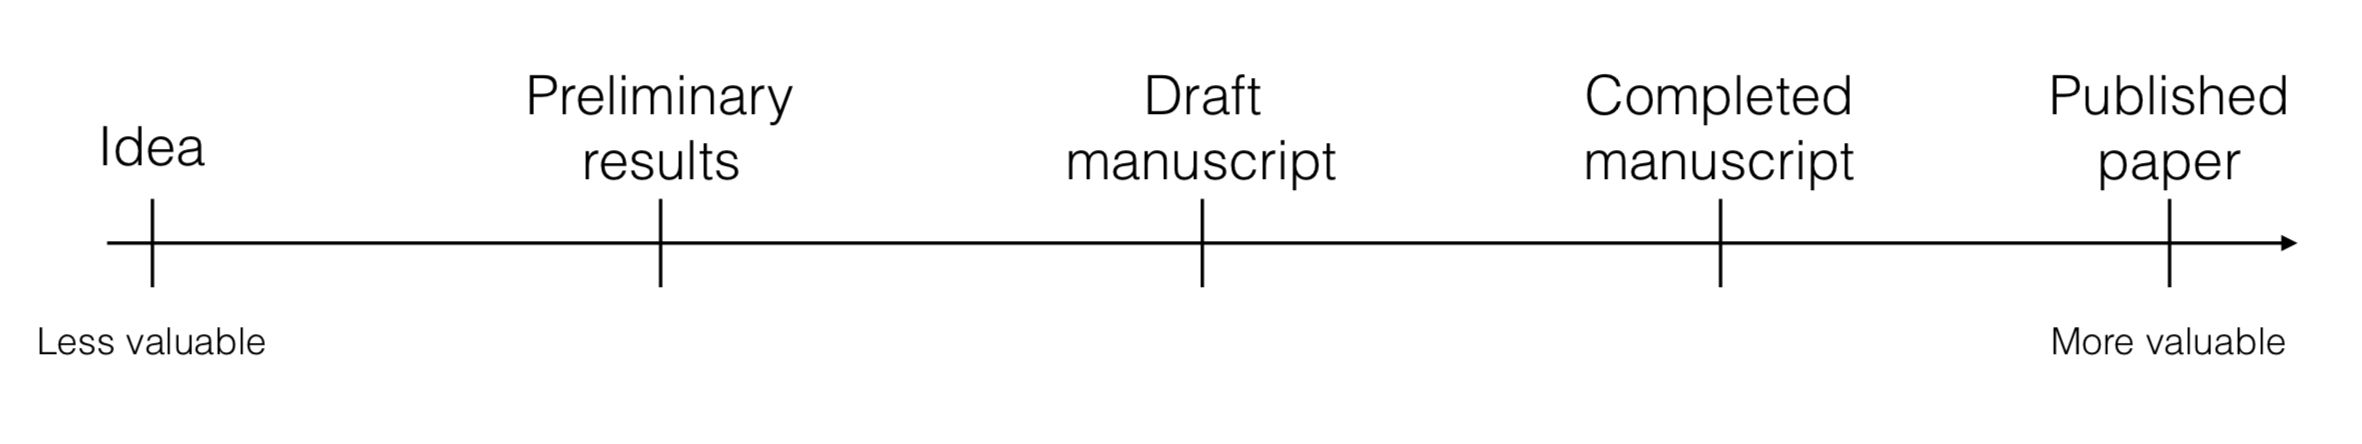 Idea
Preliminary
results
Draft
manuscript
Completed
manuscript
Published
paper
Less valuable
More valuable